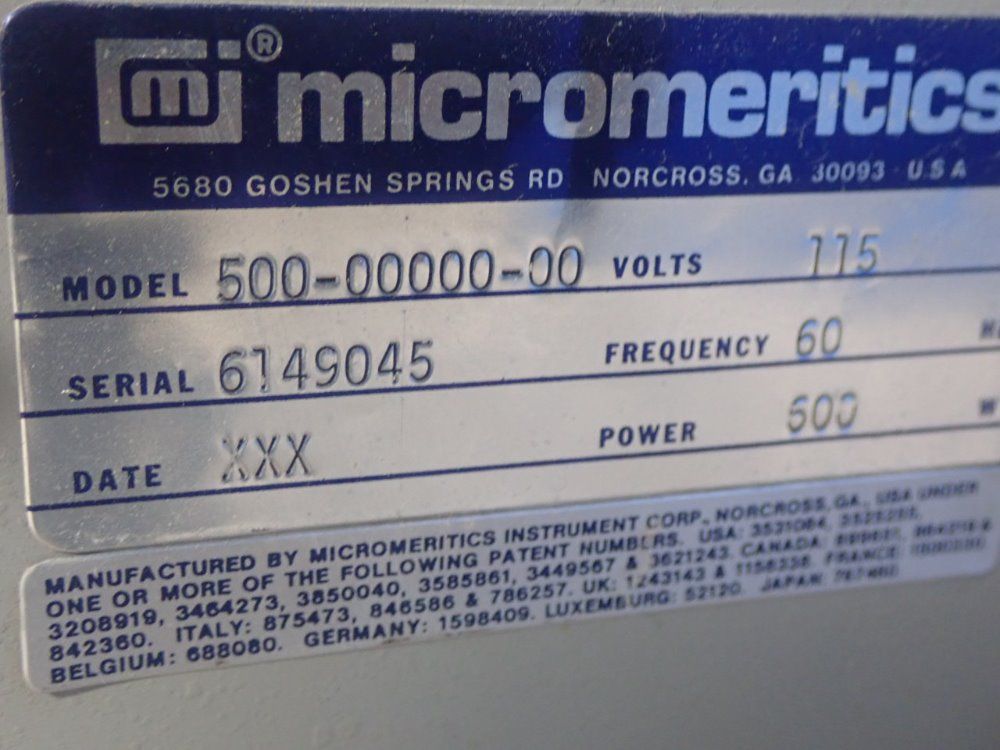 mi® micromeritics
5680 GOSHEN SPRINGS RD NORCROSS, GA 30093 U.S.A
MODEL 500-00000-00 VOLTS 115
SERIAL 6149045 FREQUENCY 60
DATE XXX POWER
MANUFACTURED BY MICROMERITICS INSTRUMENT CORP., NORCROSS, GA., USA UNDER
ONE OR MORE OF THE FOLLOWING PATENT NUMBERS. USA: 3531084,
3208919, 3464273, 3850040, 3585861, 3449567 & 3621243. CANADA:
842360. ITALY: 875473, 846586 & 786257. UK: 1243143 & FRANCE:
BELGIUM: 688080. GERMANY: 1598409. LUXEMBURG: 52120. JAPAN: